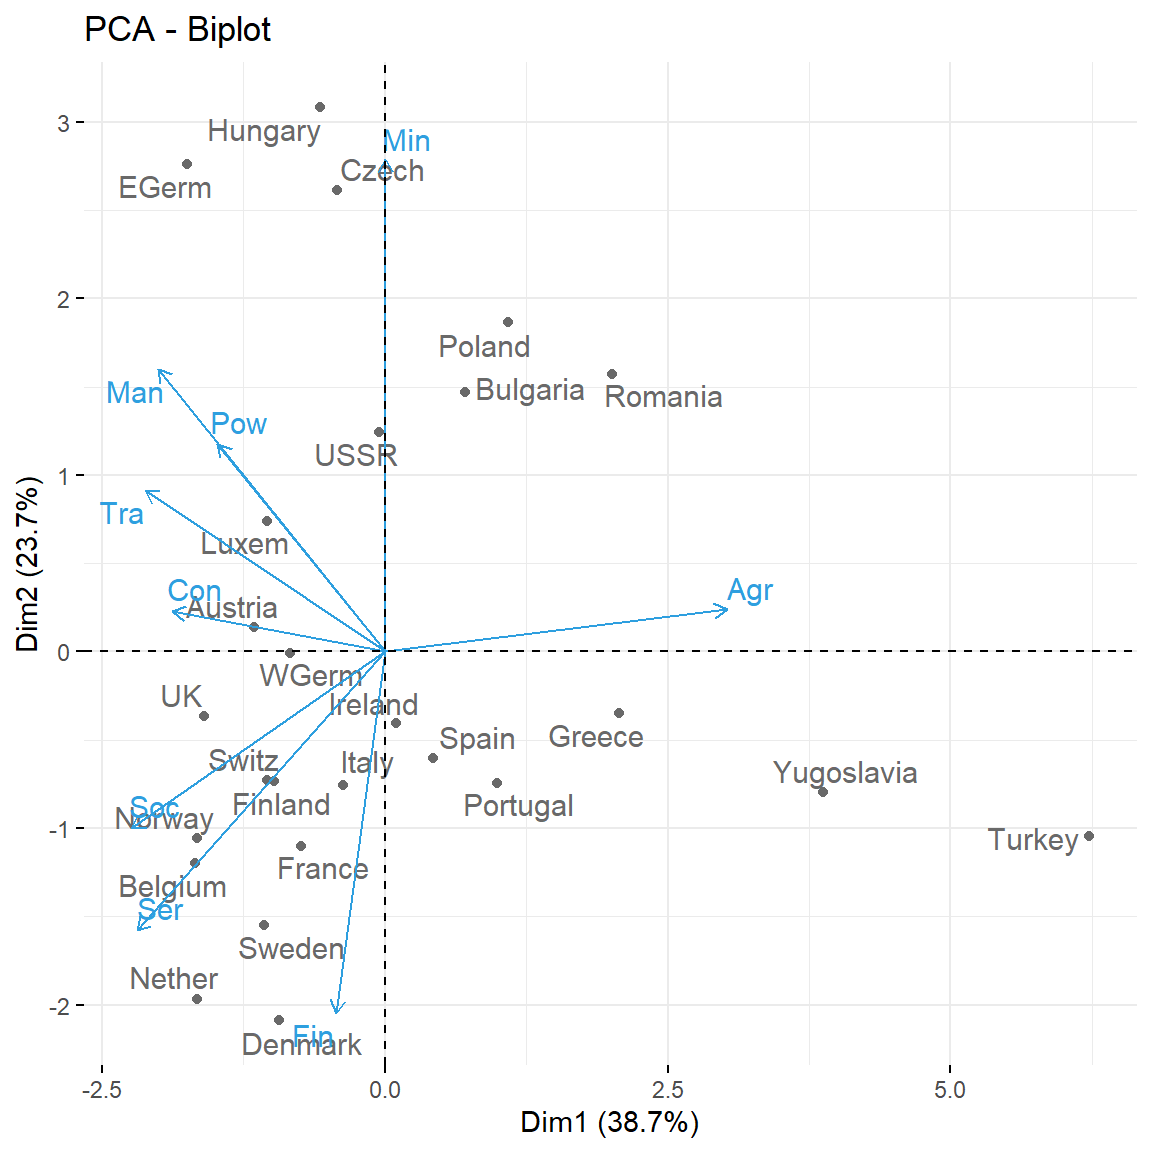 PCA - Biplot
3
Hungary
Min
Czech
EGerm
2
Poland
Man
Bulgaria
Romania
Pow
USSR
1
Tra
Luxem
Con
Agr
Austria
Dim2 (23.7%)
0
WGerm
UK
Ireland
Spain
Greece
Switz
Italy
Yugoslavia
Finland
Portugal
Soc
Norway
-1
Turkey
France
Belgium
Ser
Sweden
Nether
-2
Fin
Denmark
-2.5
0.0
2.5
5.0
Dim1 (38.7%)